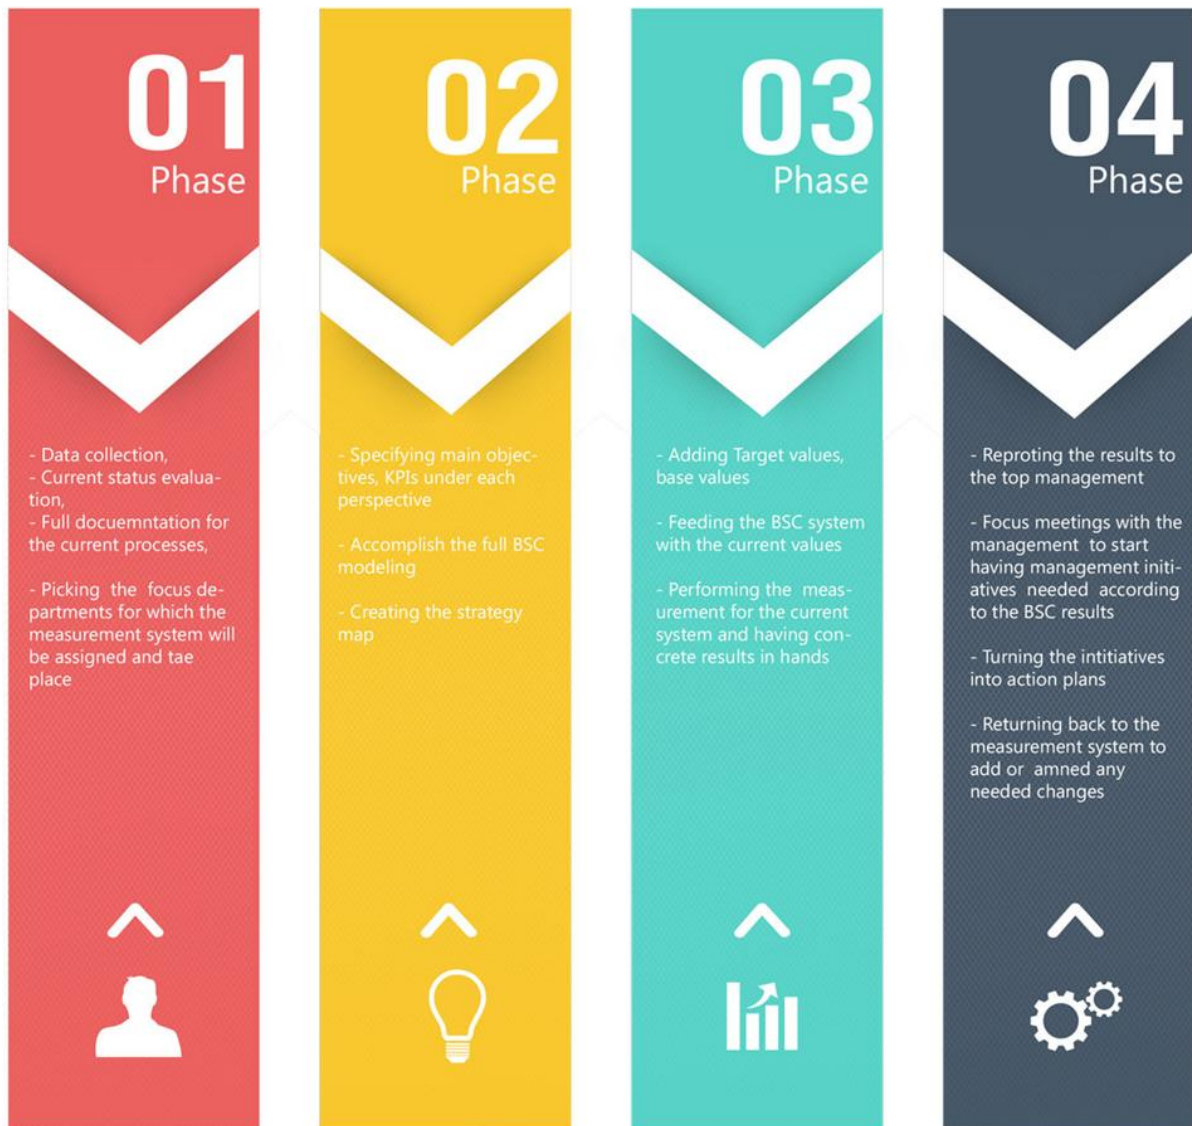 01
Phase
- Data collection,
- Current status evalua-
tion,
- Full docuemntation for
the current processes,
- Picking the focus de-
partments for which the
measurement system will
be assigned and tae
place
02
Phase
- Specifying main objec-
tives, KPIs under each
perspective
- Accomplish the full BSC
modeling
- Creating the strategy
map
03
Phase
- Adding Target values,
base values
- Feeding the BSC system
with the current values
- Performing the meas-
urement for the current
system and having con-
crete results in hands
04
Phase
- Reproting the results to
the top management
- Focus meetings with the
management to start
having management initi-
atives needed according
to the BSC results
- Turning the intitiatives
into action plans
- Returning back to the
measurement system to
add or amned any
needed changes